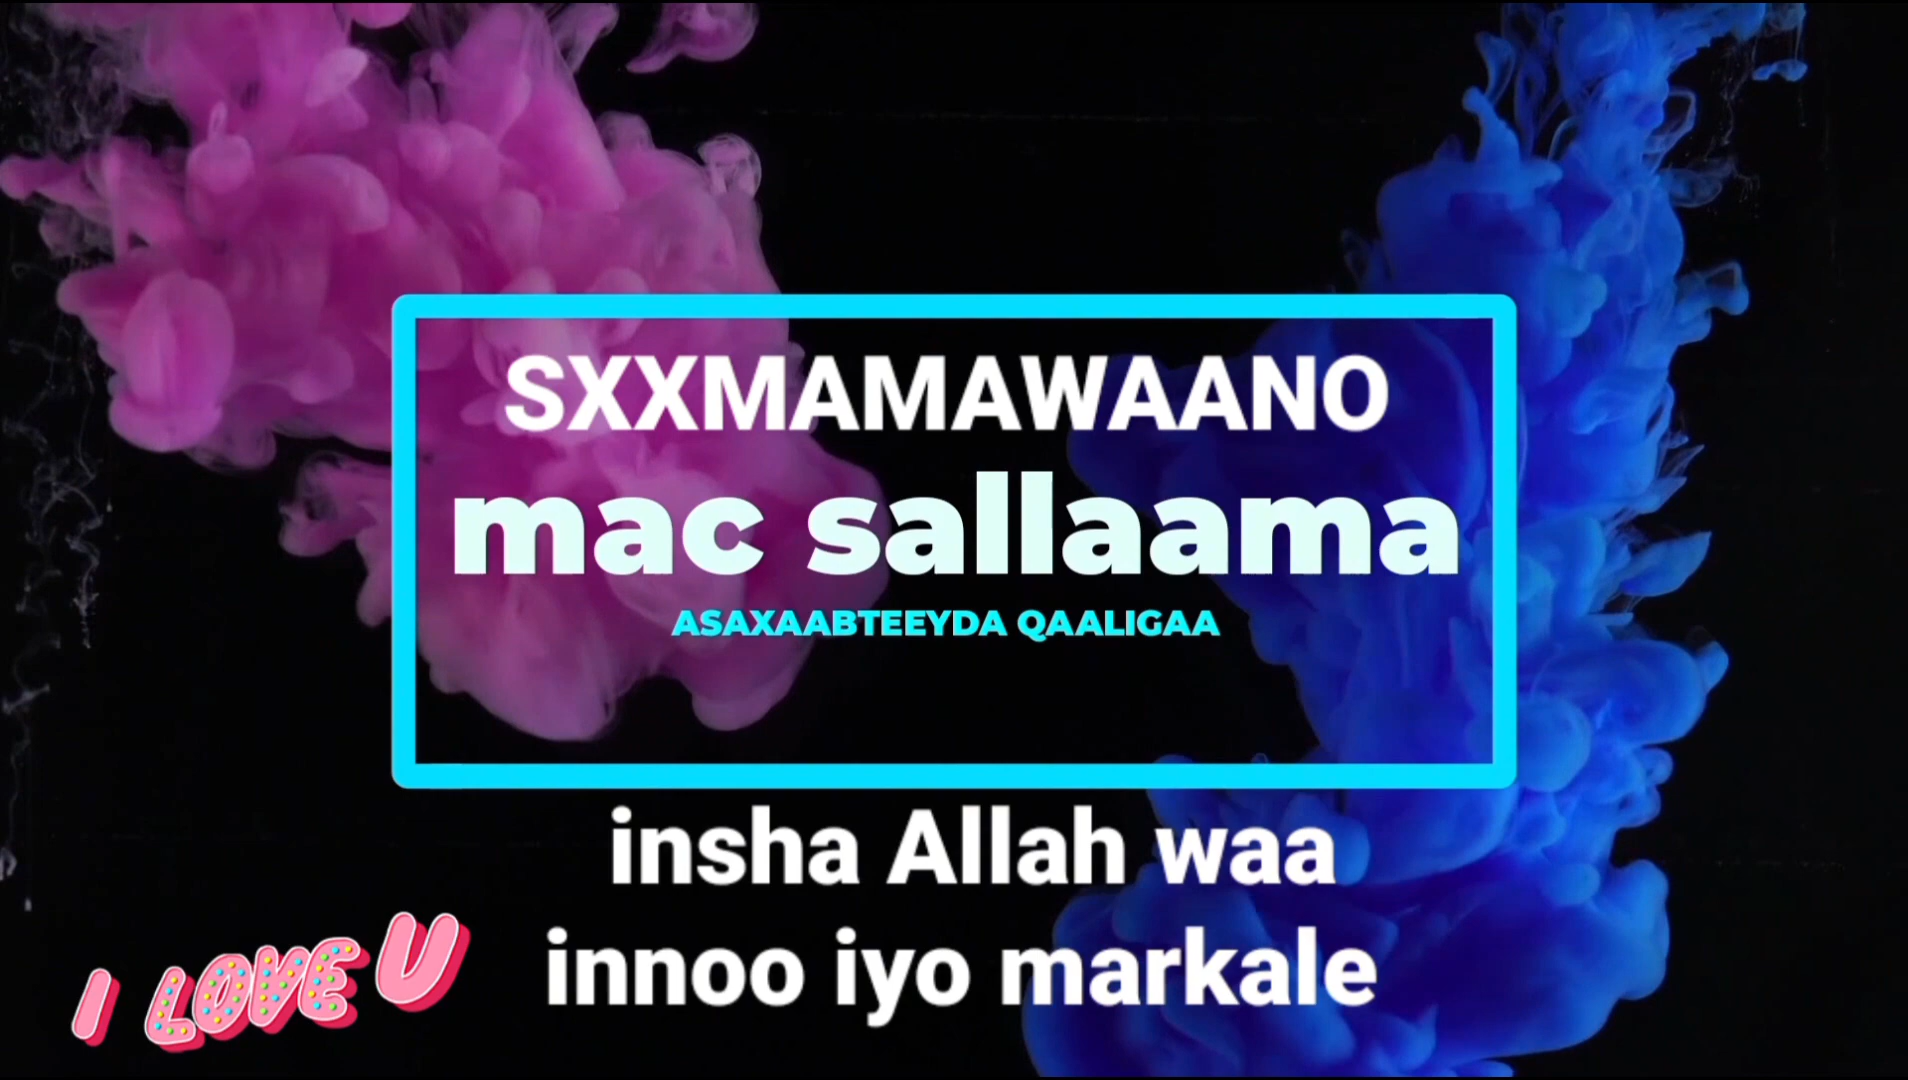 SXXMAMAWAANO
mac sallaama
ASAXAABTEEYDA QAALIGAA
insha Allah waa
innoo iyo markale
I LOVE U